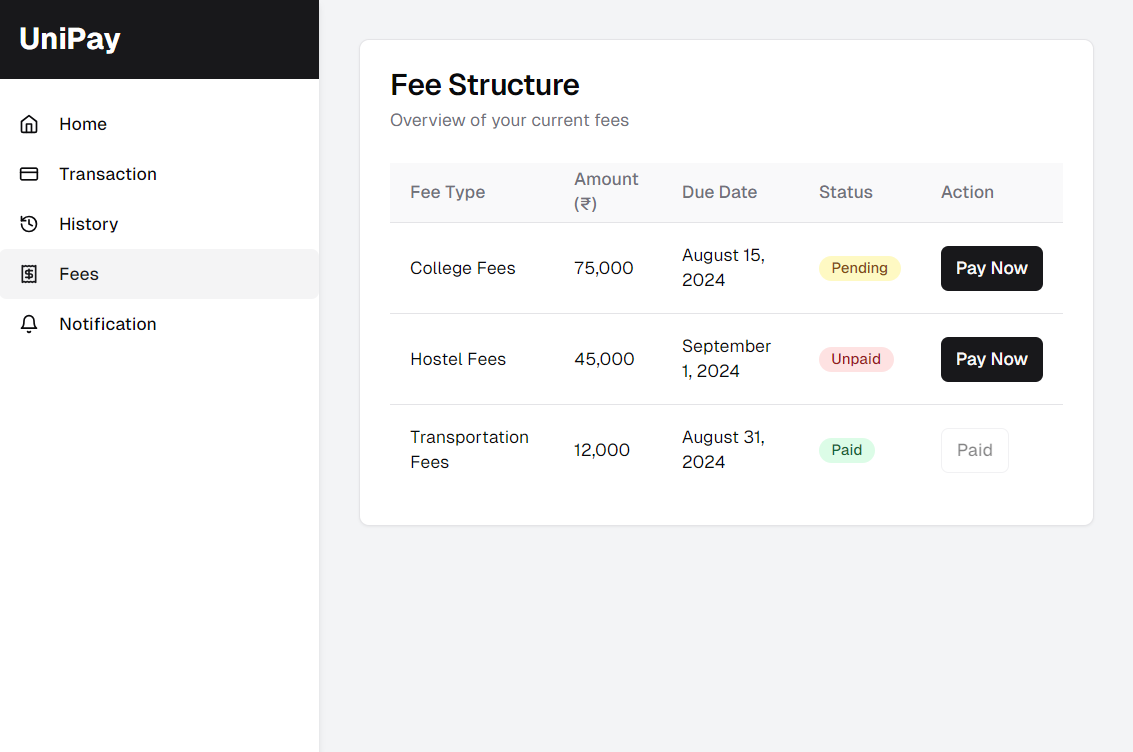 UniPay
Home
Transaction
History
Fees
Notification
Fee Structure
Overview of your current fees
Fee Type
Amount
(₹)
Due Date
Status
Action
College Fees
75,000
August 15,
2024
Pending
Pay Now
Hostel Fees
45,000
September
1, 2024
Unpaid
Pay Now
Transportation
Fees
12,000
August 31,
2024
Paid
Paid